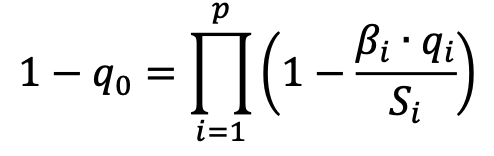 1 − q₀ = ∏_{i=1}^{p} (1 − (βᵢ · qᵢ) / Sᵢ)